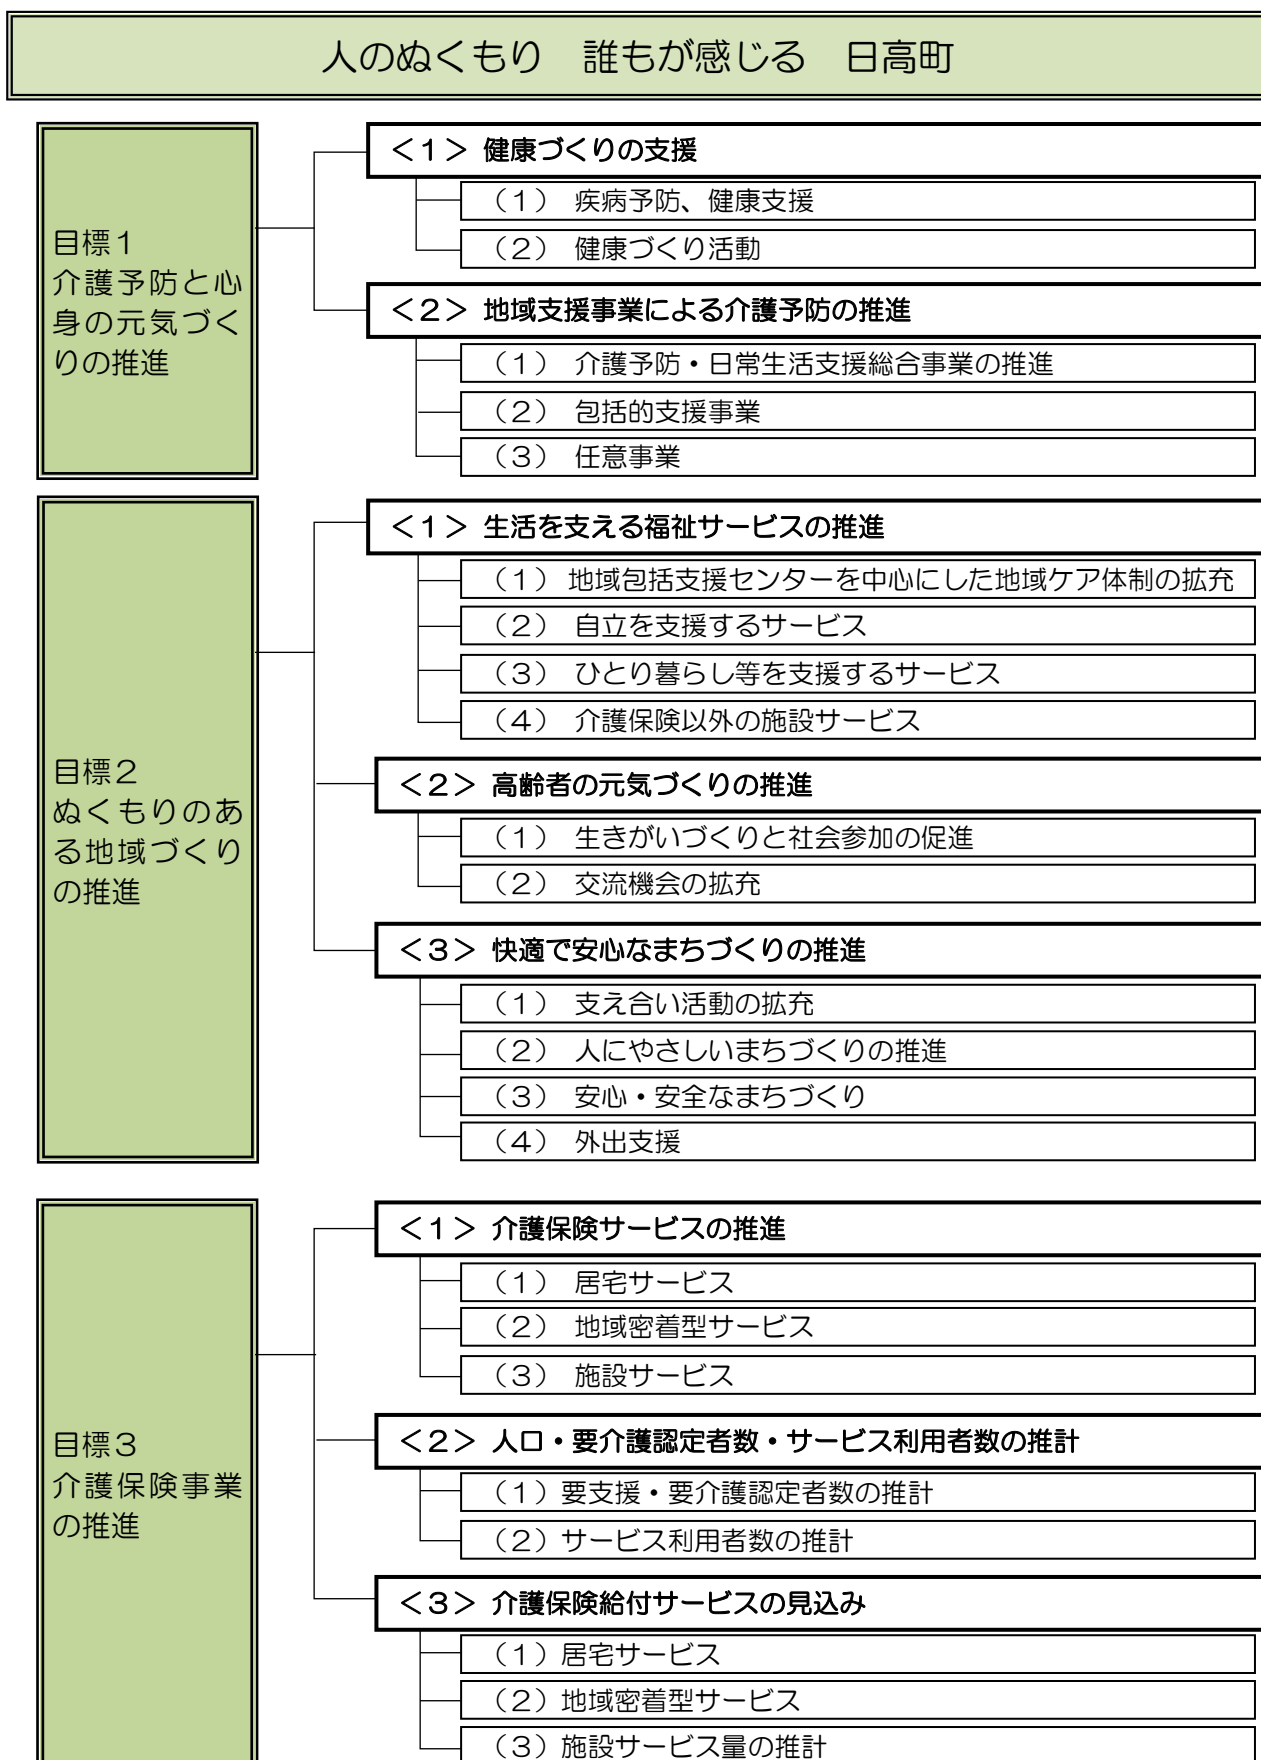 人のぬくもり　誰もが感じる　日高町
目標１
介護予防と心
身の元気づく
りの推進
＜１＞ 健康づくりの支援
（１）　疾病予防、健康支援
（２）　健康づくり活動
＜２＞ 地域支援事業による介護予防の推進
（１）　介護予防・日常生活支援総合事業の推進
（２）　包括的支援事業
（３）　任意事業
目標２
ぬくもりのあ
る地域づくり
の推進
＜１＞ 生活を支える福祉サービスの推進
（１） 地域包括支援センターを中心にした地域ケア体制の拡充
（２）　自立を支援するサービス
（３）　ひとり暮らし等を支援するサービス
（４）　介護保険以外の施設サービス
＜２＞ 高齢者の元気づくりの推進
（１）　生きがいづくりと社会参加の促進
（２）　交流機会の拡充
＜３＞ 快適で安心なまちづくりの推進
（１）　支え合い活動の拡充
（２）　人にやさしいまちづくりの推進
（３）　安心・安全なまちづくり
（４）　外出支援
目標３
介護保険事業
の推進
＜１＞ 介護保険サービスの推進
（１）　居宅サービス
（２）　地域密着型サービス
（３）　施設サービス
＜２＞ 人口・要介護認定者数・サービス利用者数の推計
（１）要支援・要介護認定者数の推計
（２）サービス利用者数の推計
＜３＞ 介護保険給付サービスの見込み
（１）居宅サービス
（２）地域密着型サービス
（３）施設サービス量の推計